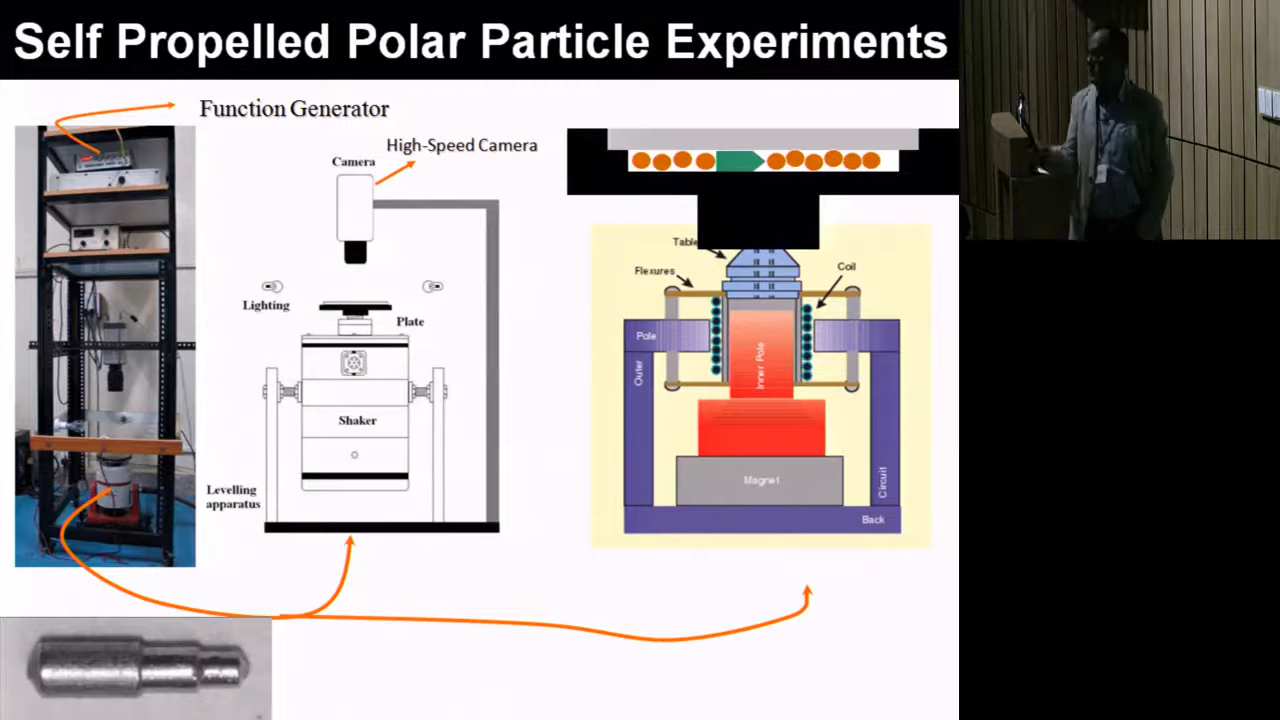 Self Propelled Polar Particle Experiments
Function Generator
High-Speed Camera
Camera
Lighting
Plate
Shaker
Levelling
apparatus
Table
Flexures
Coil
Pole
Outer
Inner Pole
Magnet
Circuit
Back